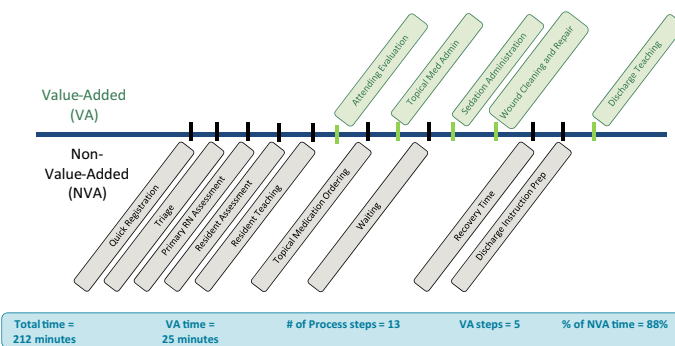 Value-Added
(VA)
Attending Evaluation
Topical Med Admin
Sedation Administration
Wound Cleaning and Repair
Discharge Teaching
Non-
Value-Added
(NVA)
Quick Registration
Triage
Primary RN Assessment
Resident Assessment
Resident Teaching
Topical Medication Ordering
Waiting
Recovery Time
Discharge Instruction Prep
Total time =
212 minutes
VA time =
25 minutes
# of Process steps = 13
VA steps = 5
% of NVA time = 88%